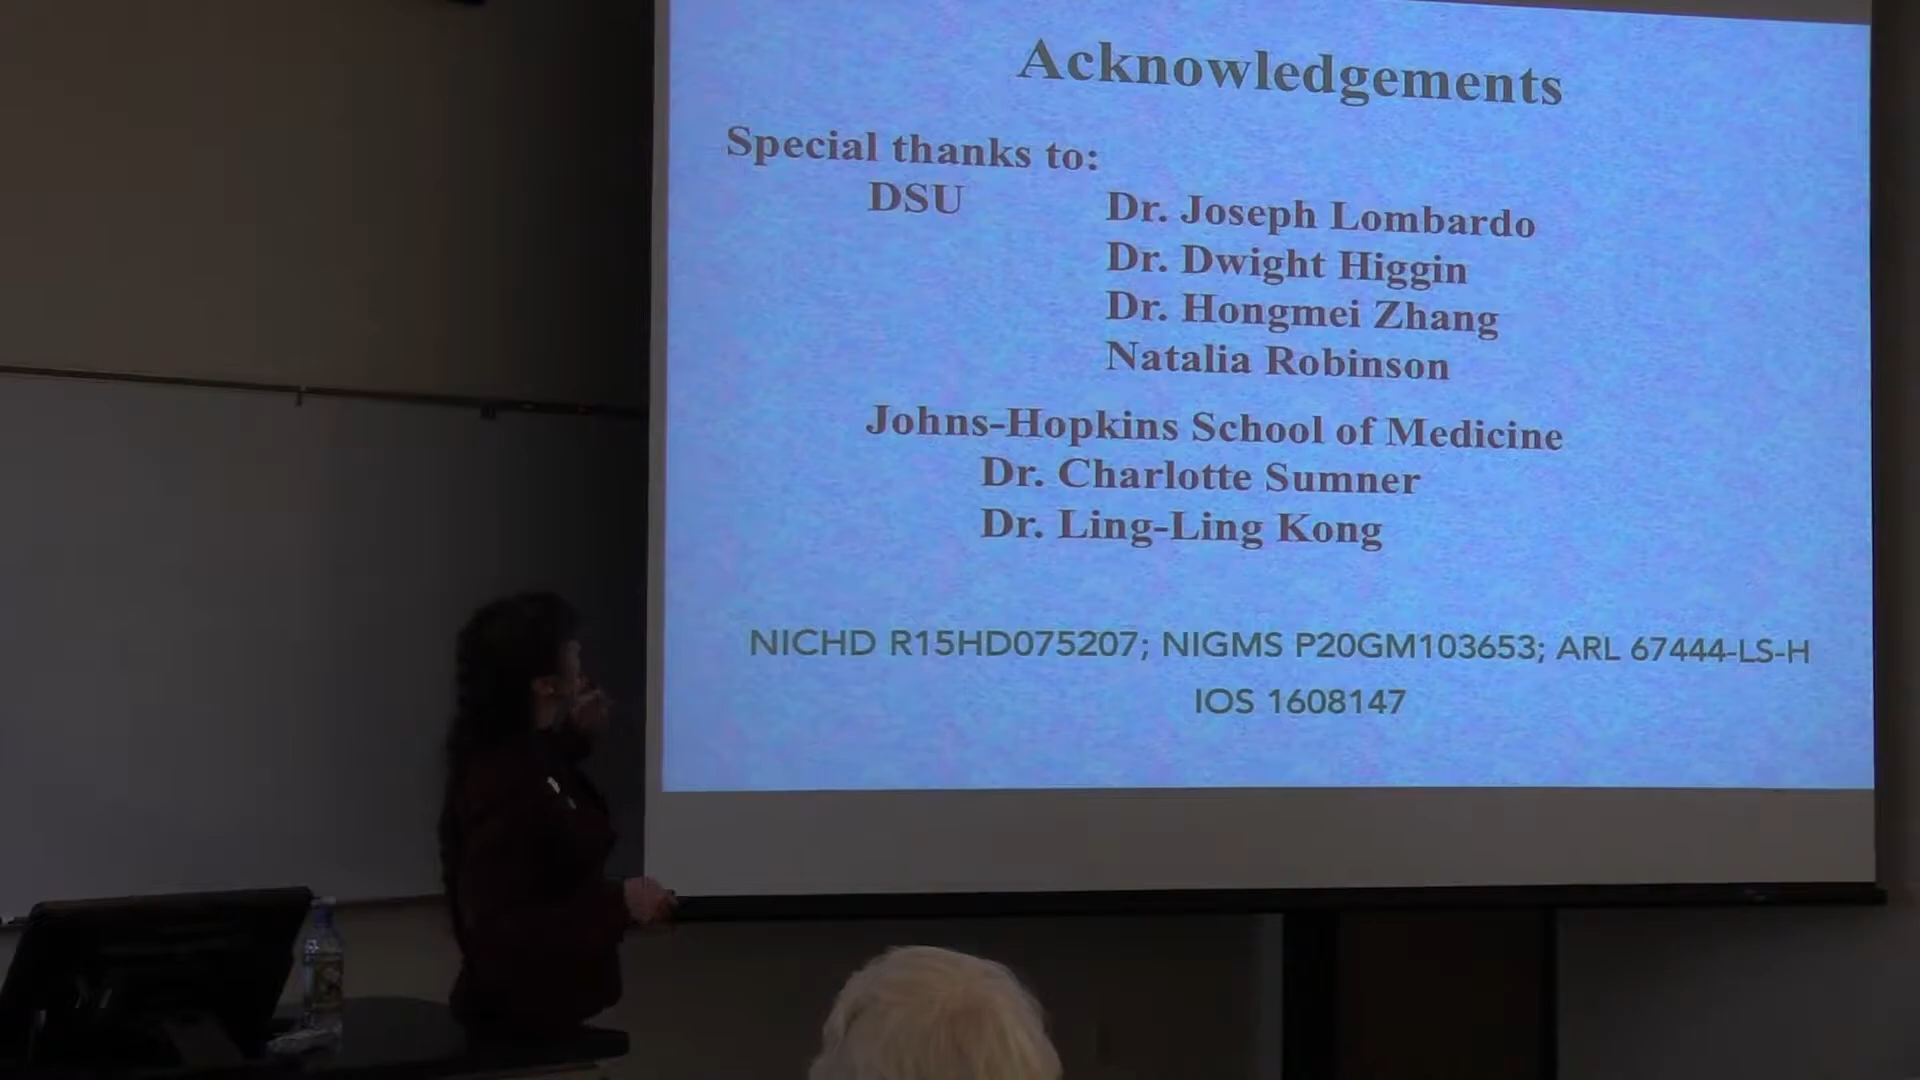 Acknowledgements
Special thanks to:
DSU Dr. Joseph Lombardo
Dr. Dwight Higgin
Dr. Hongmei Zhang
Natalia Robinson
Johns-Hopkins School of Medicine
Dr. Charlotte Sumner
Dr. Ling-Ling Kong
NICHD R15HD075207; NIGMS P20GM103653; ARL 67444-LS-H
IOS 1608147